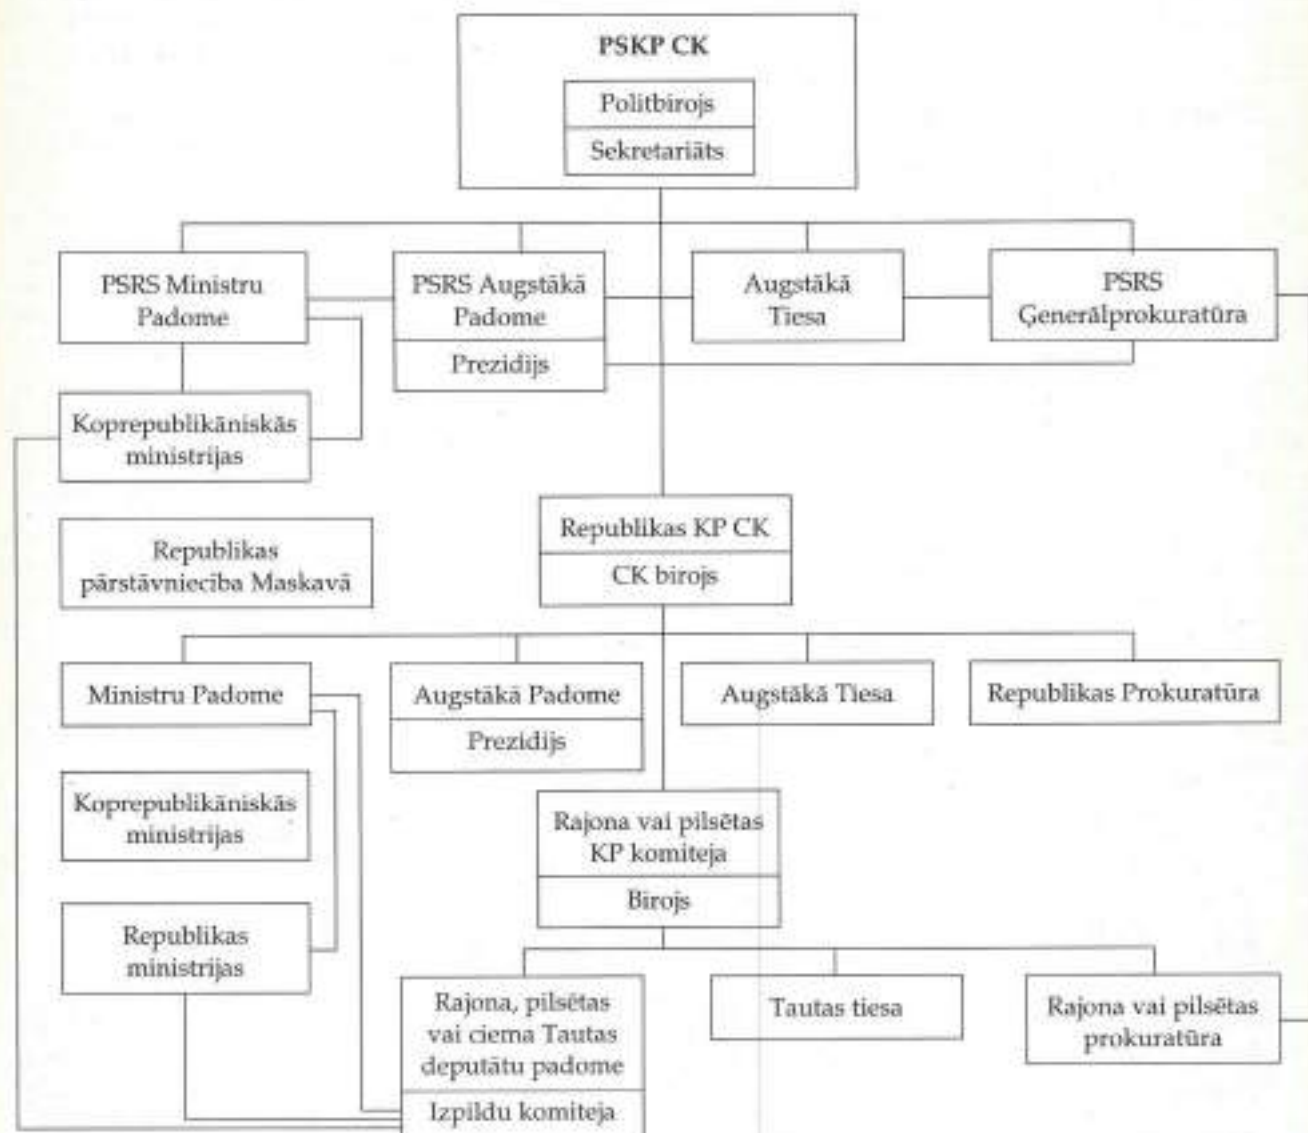 PSKP CK
Politbirojs
Sekretariāts
PSRS Ministru
Padome
PSRS Augstākā
Padome
Prezidijs
Augstākā
Tiesa
PSRS
Ģenerālprokuratūra
Koprepublikāniskās
ministrijas
Republikas KP CK
CK birojs
Republikas
pārstāvniecība Maskavā
Ministru Padome
Augstākā Padome
Prezidijs
Augstākā Tiesa
Republikas Prokuratūra
Koprepublikāniskās
ministrijas
Rajona vai pilsētas
KP komiteja
Birojs
Republikas
ministrijas
Rajona, pilsētas
vai ciema Tautas
deputātu padome
Izpildu komiteja
Tautas tiesa
Rajona vai pilsētas
prokuratūra